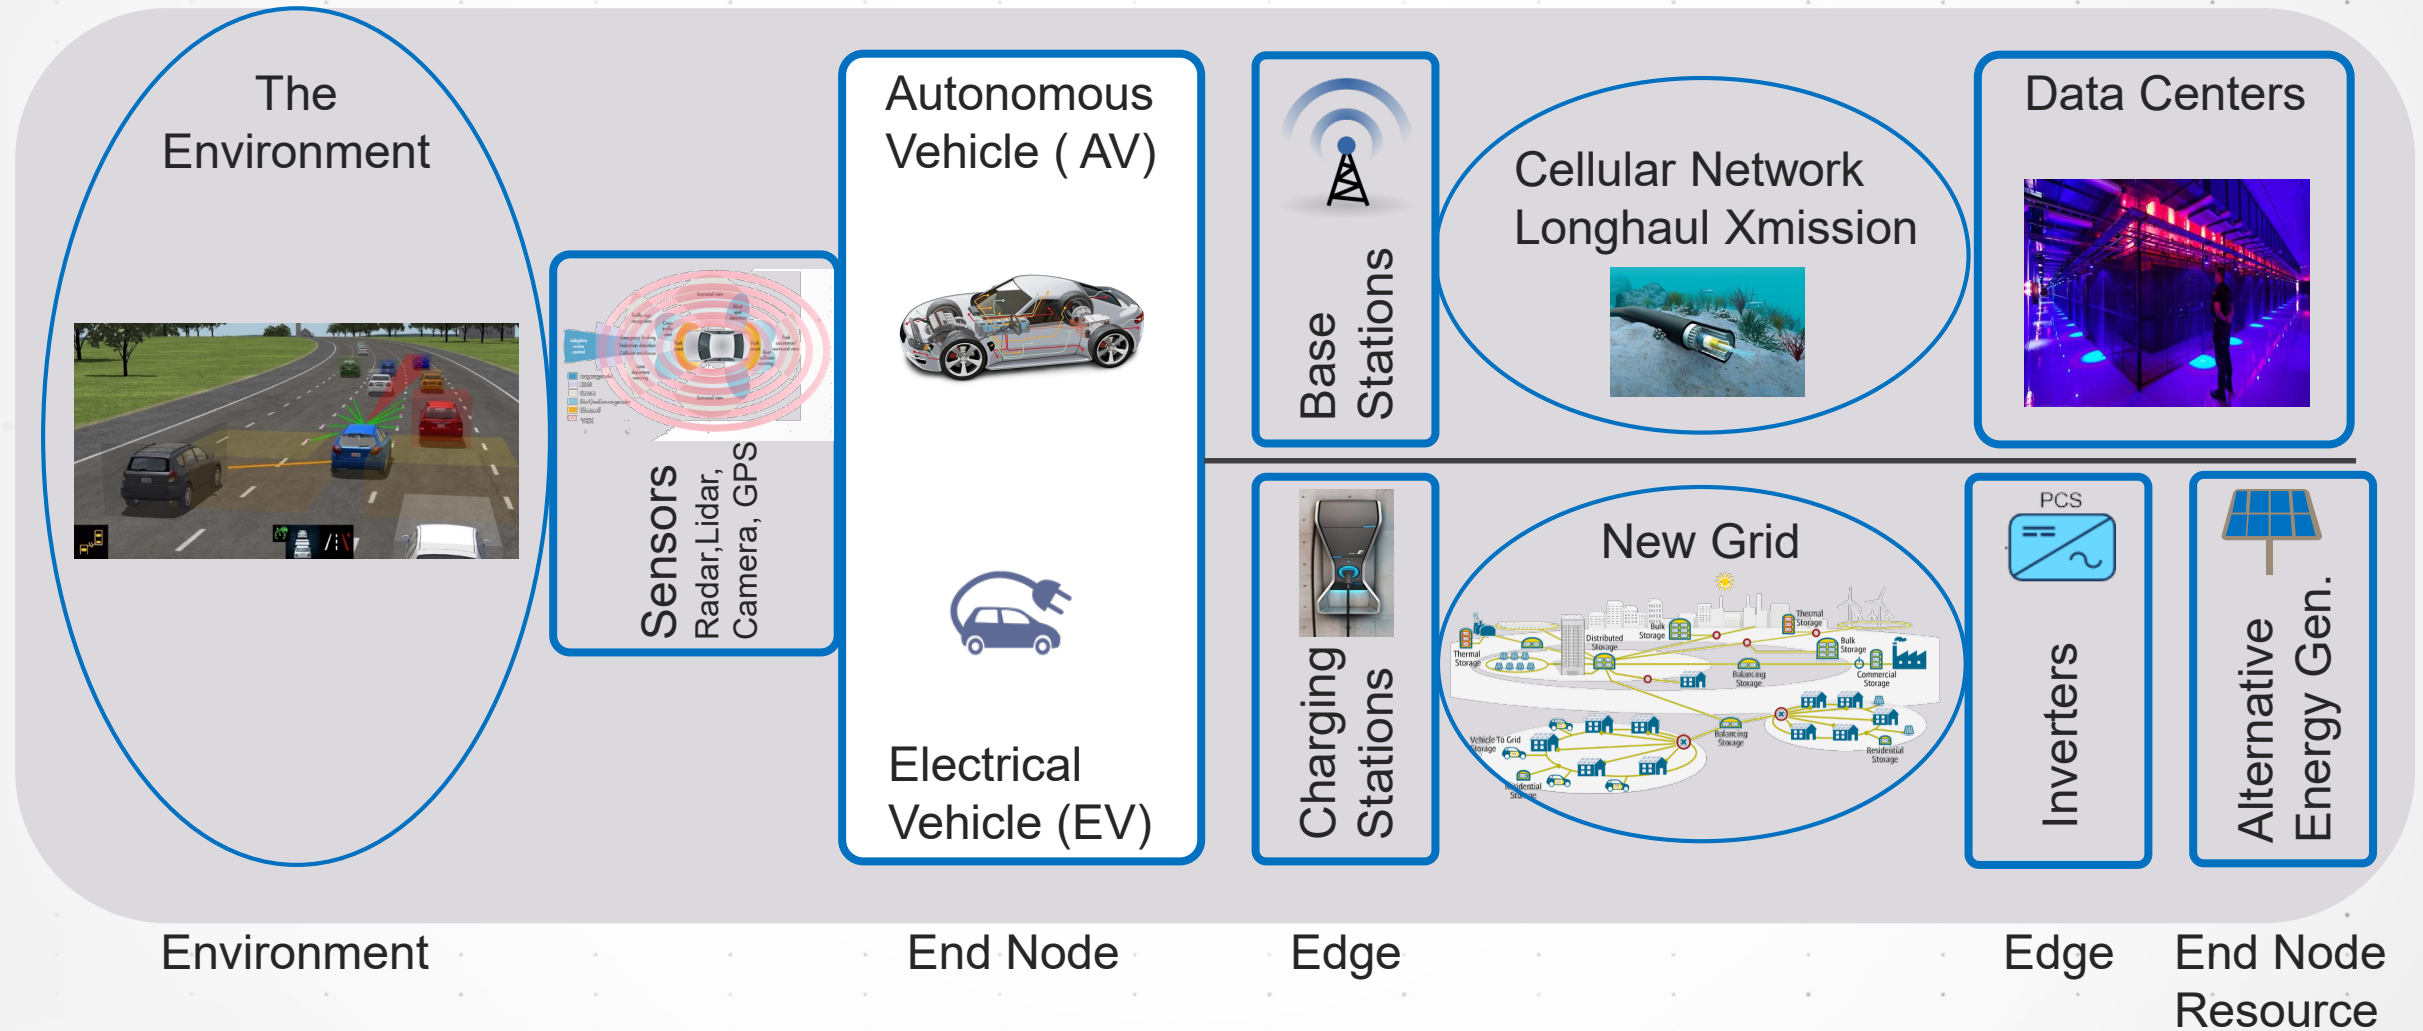 The
Environment
Sensors
Radar,Lidar,
Camera, GPS
Autonomous
Vehicle ( AV)
Electrical
Vehicle (EV)
Base
Stations
Cellular Network
Longhaul Xmission
Data Centers
Charging
Stations
New Grid
Thermal
Storage
Distributed
Storage
Bulk
Storage
Thermal
Storage
Bulk
Storage
Balancing
Storage
Commercial
Storage
Vehicle To Grid
Storage
Balancing
Storage
Residential
Storage
PCS
Inverters
Alternative
Energy Gen.
Environment
End Node
Edge
Edge
End Node
Resource